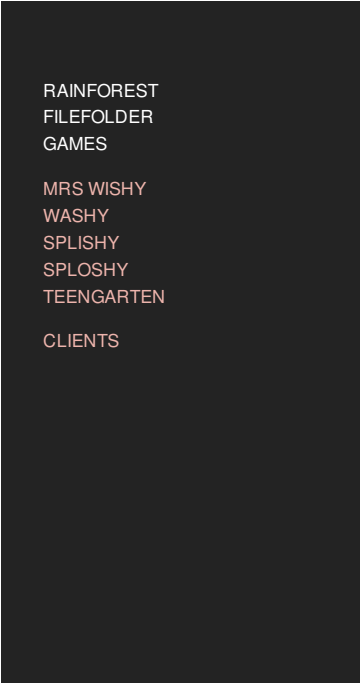 RAINFOREST
FILEFOLDER
GAMES
MRS WISHY
WASHY
SPLISHY
SPLOSHY
TEENGARTEN
CLIENTS